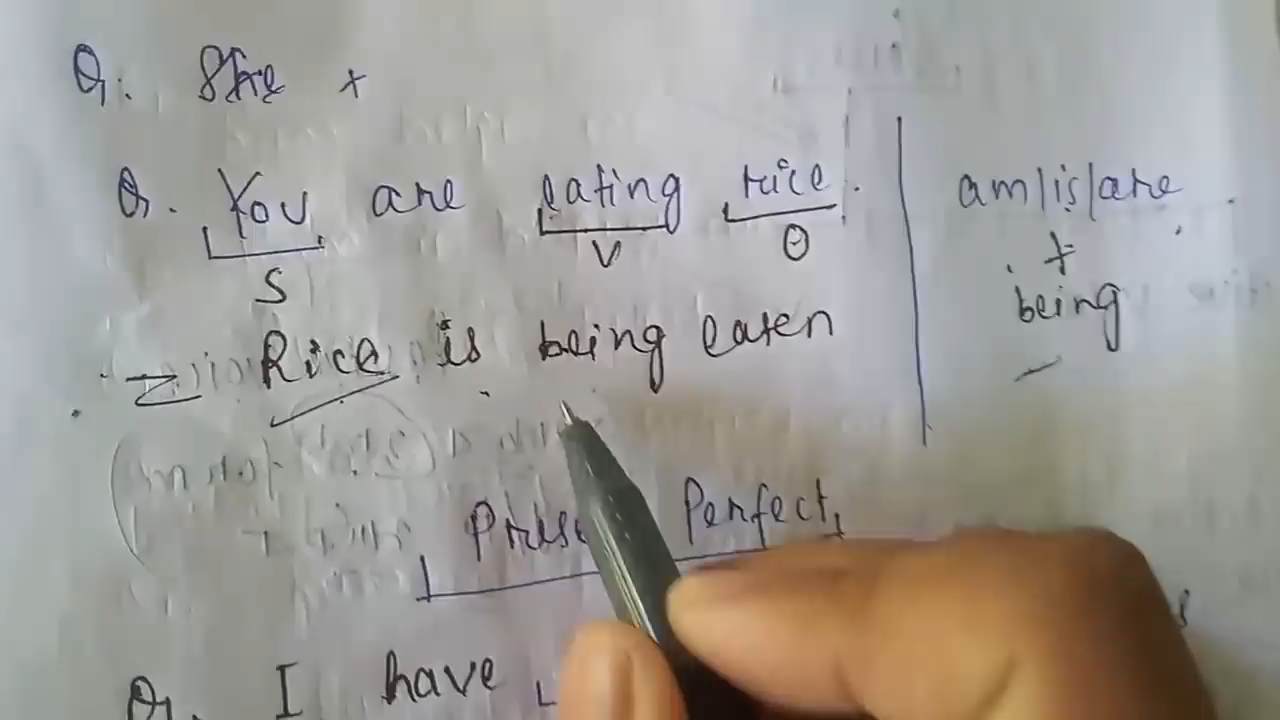 Q. She +
Q. You are eating rice.
S V O
Rice is being eaten
am/is/are
+
being
Perfect
Q. I have